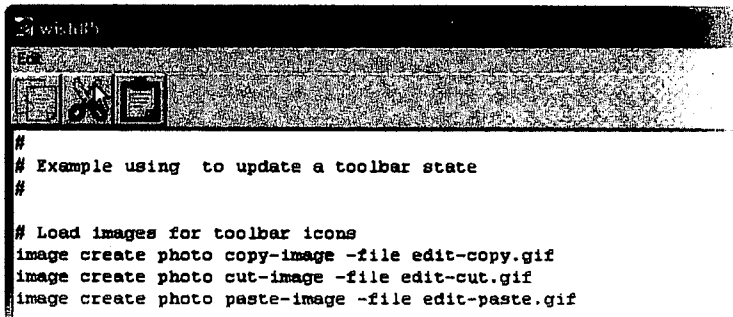 wish85
Edit
#
# Example using  to update a toolbar state
#
# Load images for toolbar icons
image create photo copy-image -file edit-copy.gif
image create photo cut-image -file edit-cut.gif
image create photo paste-image -file edit-paste.gif